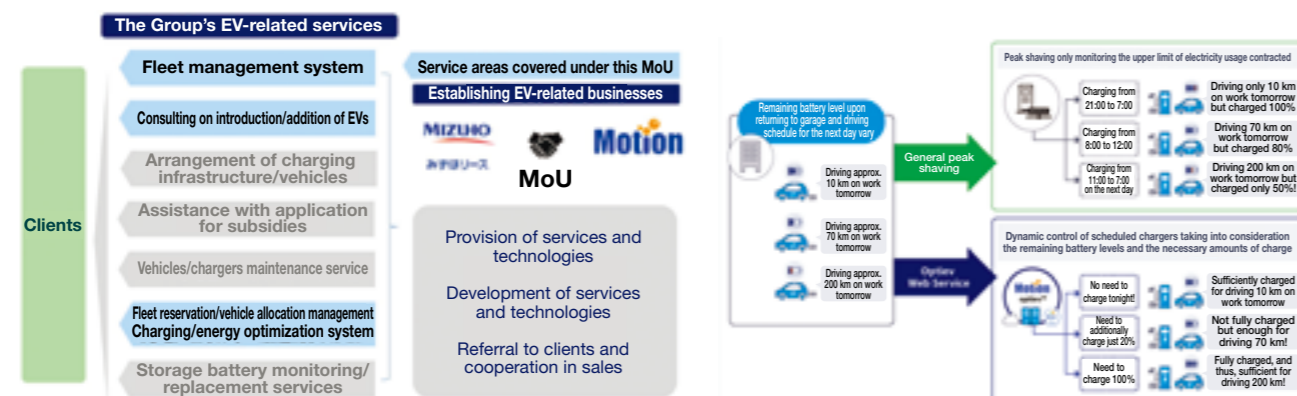 The Group's EV-related services
Clients
Fleet management system
Consulting on introduction/addition of EVs
Arrangement of charging
infrastructure/vehicles
Assistance with application
for subsidies
Vehicles/chargers maintenance service
Fleet reservation/vehicle allocation management
Charging/energy optimization system
Storage battery monitoring/
replacement services
Service areas covered under this MoU
Establishing EV-related businesses
MIZUHO
みずほリース
Motion
MoU
Provision of services and
technologies
Development of services
and technologies
Referral to clients and
cooperation in sales
Remaining battery level upon
returning to garage and driving
schedule for the next day vary
Driving approx.
10 km on work
tomorrow
Driving approx.
70 km on work
tomorrow
Driving approx.
200 km on work
tomorrow
General peak
shaving
Optiev
Web Service
Peak shaving only monitoring the upper limit of electricity usage contracted
Charging from
21:00 to 7:00
Driving only 10 km
on work tomorrow
but charged 100%
Charging from
8:00 to 12:00
Driving 70 km on
work tomorrow
but charged 80%
Charging from
11:00 to 7:00
on the next day
Driving 200 km on
work tomorrow but
charged only 50%!
Dynamic control of scheduled chargers taking into consideration
the remaining battery levels and the necessary amounts of charge
Motion
No need to
charge tonight!
Sufficiently charged
for driving 10 km on
work tomorrow
Need to
additionally
charge just 20%
Not fully charged
but enough for
driving 70 km!
Need to
charge 100%
Fully charged, and
thus, sufficient for
driving 200 km!